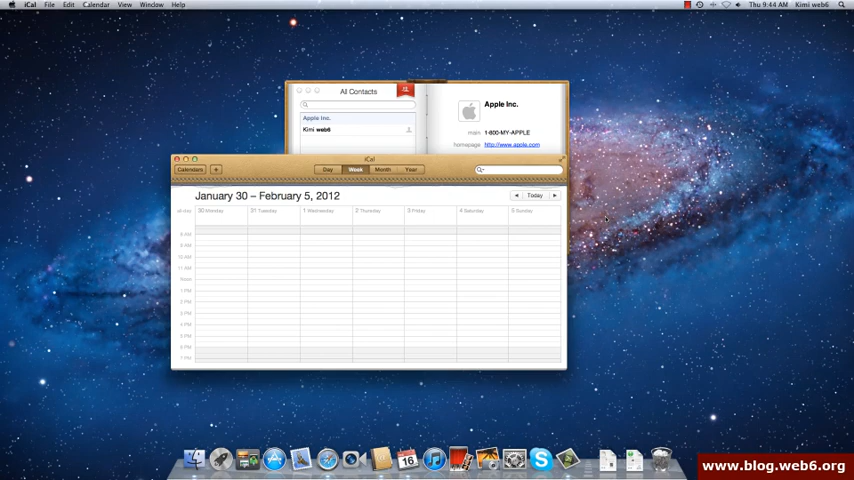 iCal File Edit Calendar View Window Help
Thu 9:44 AM Kimi web6
All Contacts
Apple Inc.
Kimi web6
Apple Inc.
main 1-800-MY-APPLE
homepage http://www.apple.com
iCal
Calendars + Day Week Month Year
January 30 – February 5, 2012
Today
all-day 30 Monday 31 Tuesday 1 Wednesday 2 Thursday 3 Friday 4 Saturday 5 Sunday
8 AM
9 AM
10 AM
11 AM
Noon
1 PM
2 PM
3 PM
4 PM
5 PM
6 PM
7 PM
16
www.blog.web6.org